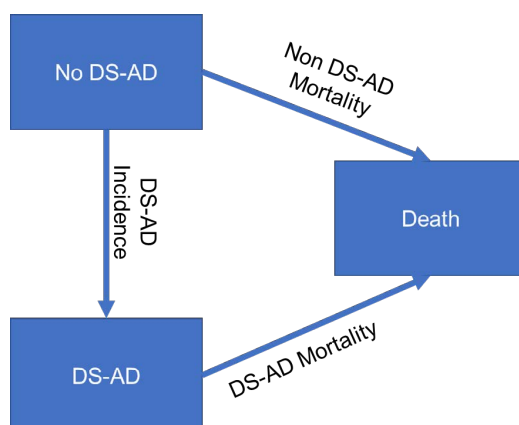 No DS-AD
Non DS-AD
Mortality
DS-AD
Incidence
Death
DS-AD
DS-AD Mortality